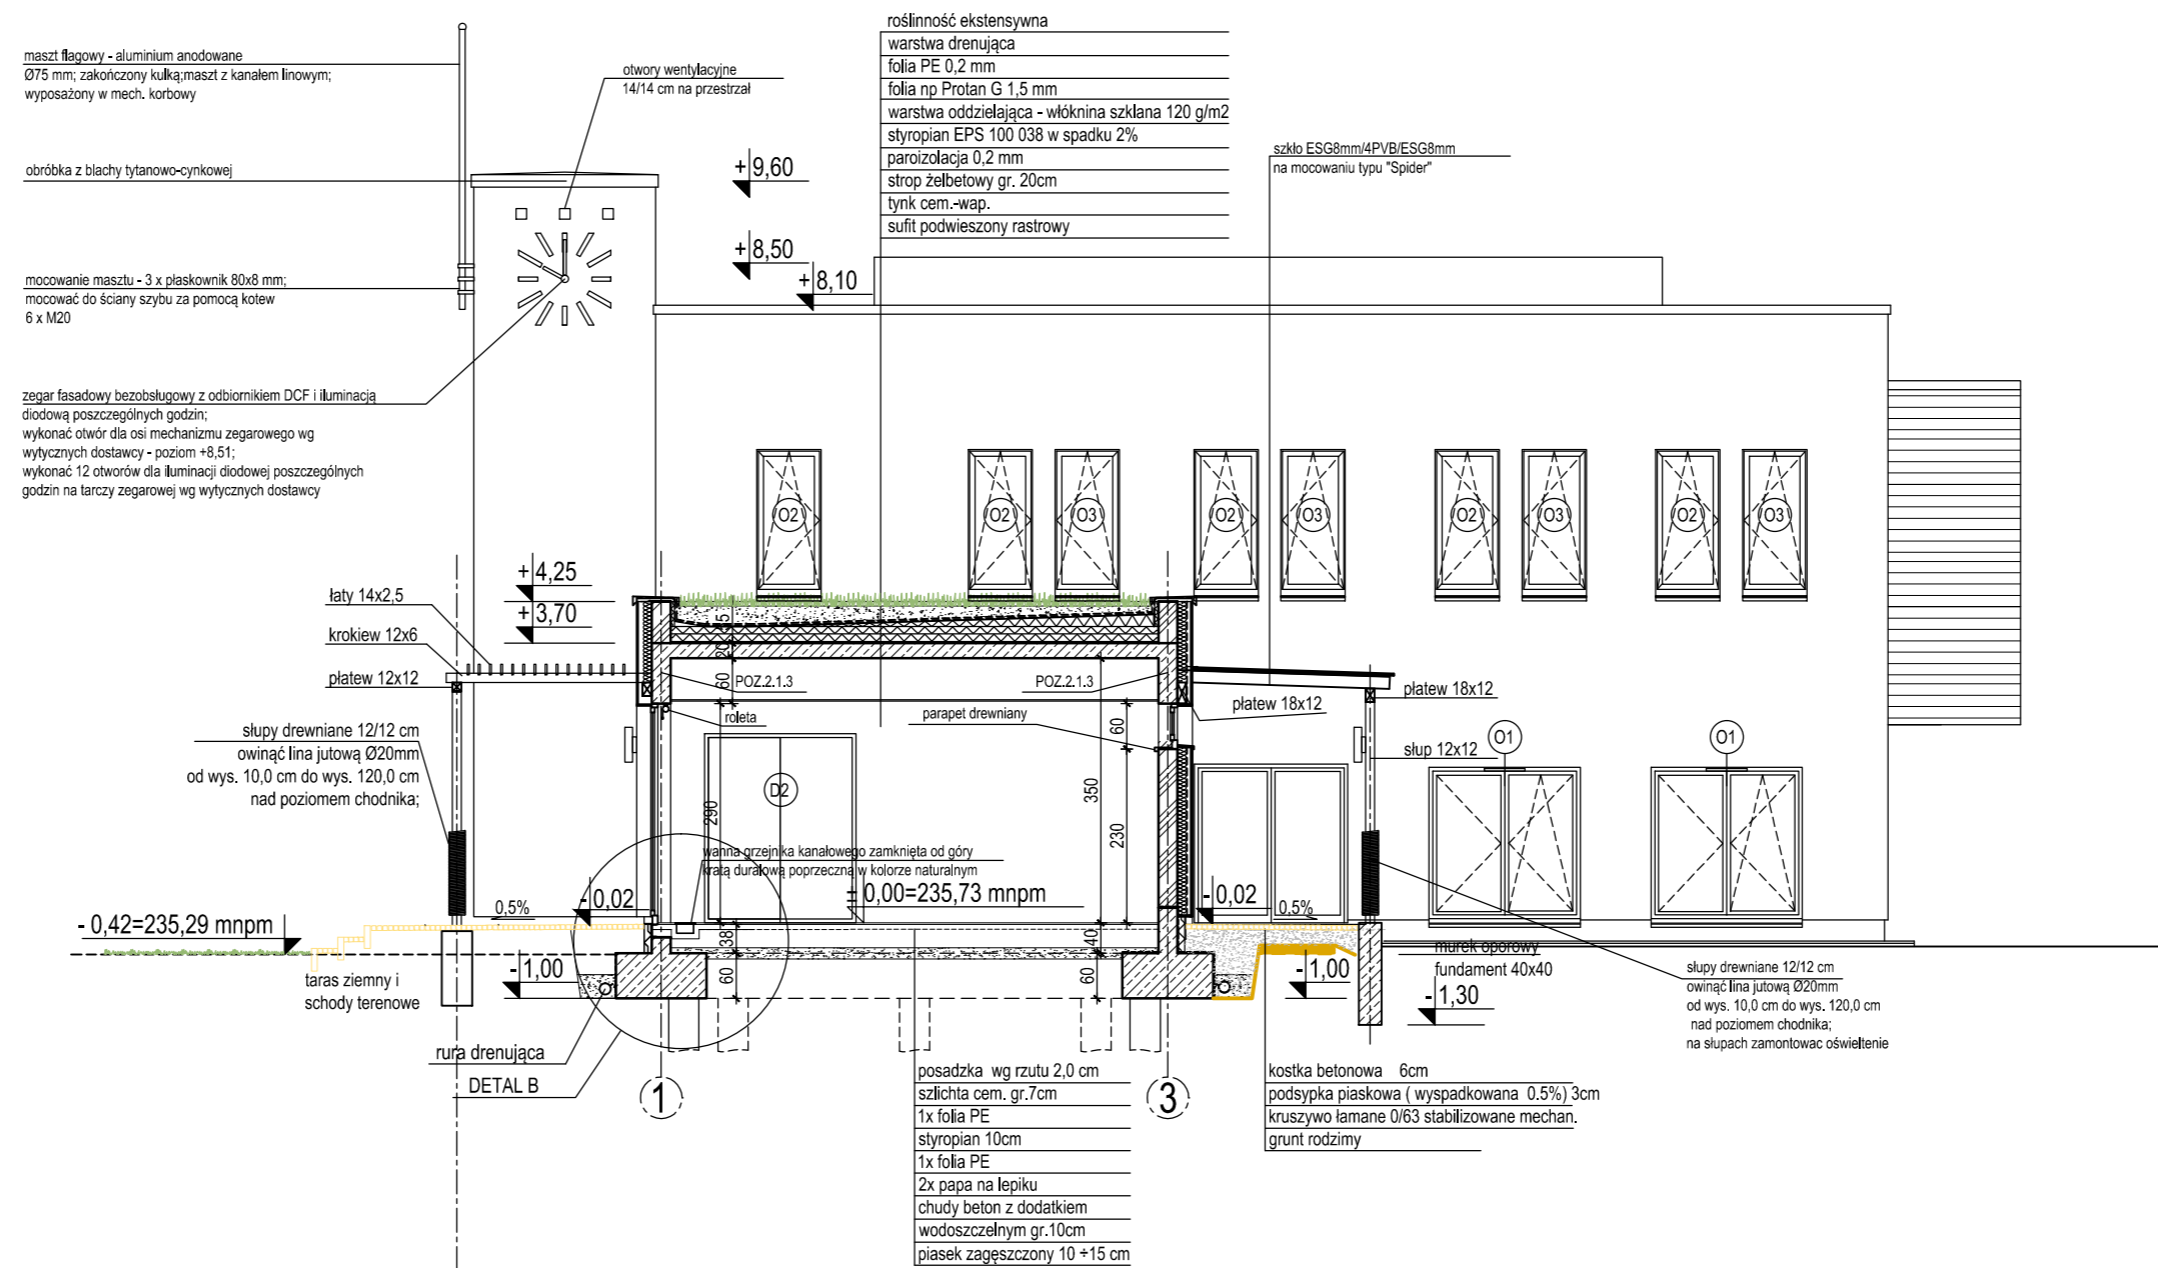 maszt flagowy - aluminium anodowane
Ø75 mm; zakończony kulką;maszt z kanałem linowym;
wyposażony w mech. korbowy
obróbka z blachy tytanowo-cynkowej
mocowanie masztu - 3 x płaskownik 80x8 mm;
mocować do ściany szybu za pomocą kotew
6 x M20
zegar fasadowy bezobsługowy z odbiornikiem DCF i iluminacją
diodową poszczególnych godzin;
wykonać otwór dla osi mechanizmu zegarowego wg
wytycznych dostawcy - poziom +8,51;
wykonać 12 otworów dla iluminacji diodowej poszczególnych
godzin na tarczy zegarowej wg wytycznych dostawcy
otwory wentylacyjne
14/14 cm na przestrzał
roślinność ekstensywna
warstwa drenująca
folia PE 0,2 mm
folia np Protan G 1,5 mm
warstwa oddzielająca - włóknina szklana 120 g/m2
styropian EPS 100 038 w spadku 2%
paroizolacja 0,2 mm
strop żelbetowy gr. 20cm
tynk cem.-wap.
sufit podwieszony rastrowy
szkło ESG8mm/4PVB/ESG8mm
na mocowaniu typu "Spider"
+ 9,60
+ 8,50
+ 8,10
O2
O2
O3
O2
O3
O2
O3
O2
O3
+ 4,25
+ 3,70
łaty 14x2,5
krokiew 12x6
płatew 12x12
20
60
POZ.2.1.3
POZ.2.1.3
roleta
parapet drewniany
płatew 18x12
płatew 18x12
słup 12x12
O1
O1
słupy drewniane 12/12 cm
owinąć lina jutową Ø20mm
od wys. 10,0 cm do wys. 120,0 cm
nad poziomem chodnika;
D2
290
350
60
230
wanna grzejnika kanałowego zamknięta od góry
kratą duralową poprzeczną w kolorze naturalnym
0,00=235,73 mnpm
- 0,02
- 0,02
0,5%
0,5%
- 0,42=235,29 mnpm
taras ziemny i
schody terenowe
38
60
40
60
- 1,00
- 1,00
- 1,30
murek oporowy
fundament 40x40
słupy drewniane 12/12 cm
owinąć lina jutową Ø20mm
od wys. 10,0 cm do wys. 120,0 cm
nad poziomem chodnika;
na słupach zamontowac oświeltenie
rura drenująca
DETAL B
1
3
posadzka wg rzutu 2,0 cm
szlichta cem. gr.7cm
1x folia PE
styropian 10cm
1x folia PE
2x papa na lepiku
chudy beton z dodatkiem
wodoszczelnym gr.10cm
piasek zagęszczony 10 ÷15 cm
kostka betonowa 6cm
podsypka piaskowa ( wyspadkowana 0.5%) 3cm
kruszywo łamane 0/63 stabilizowane mechan.
grunt rodzimy